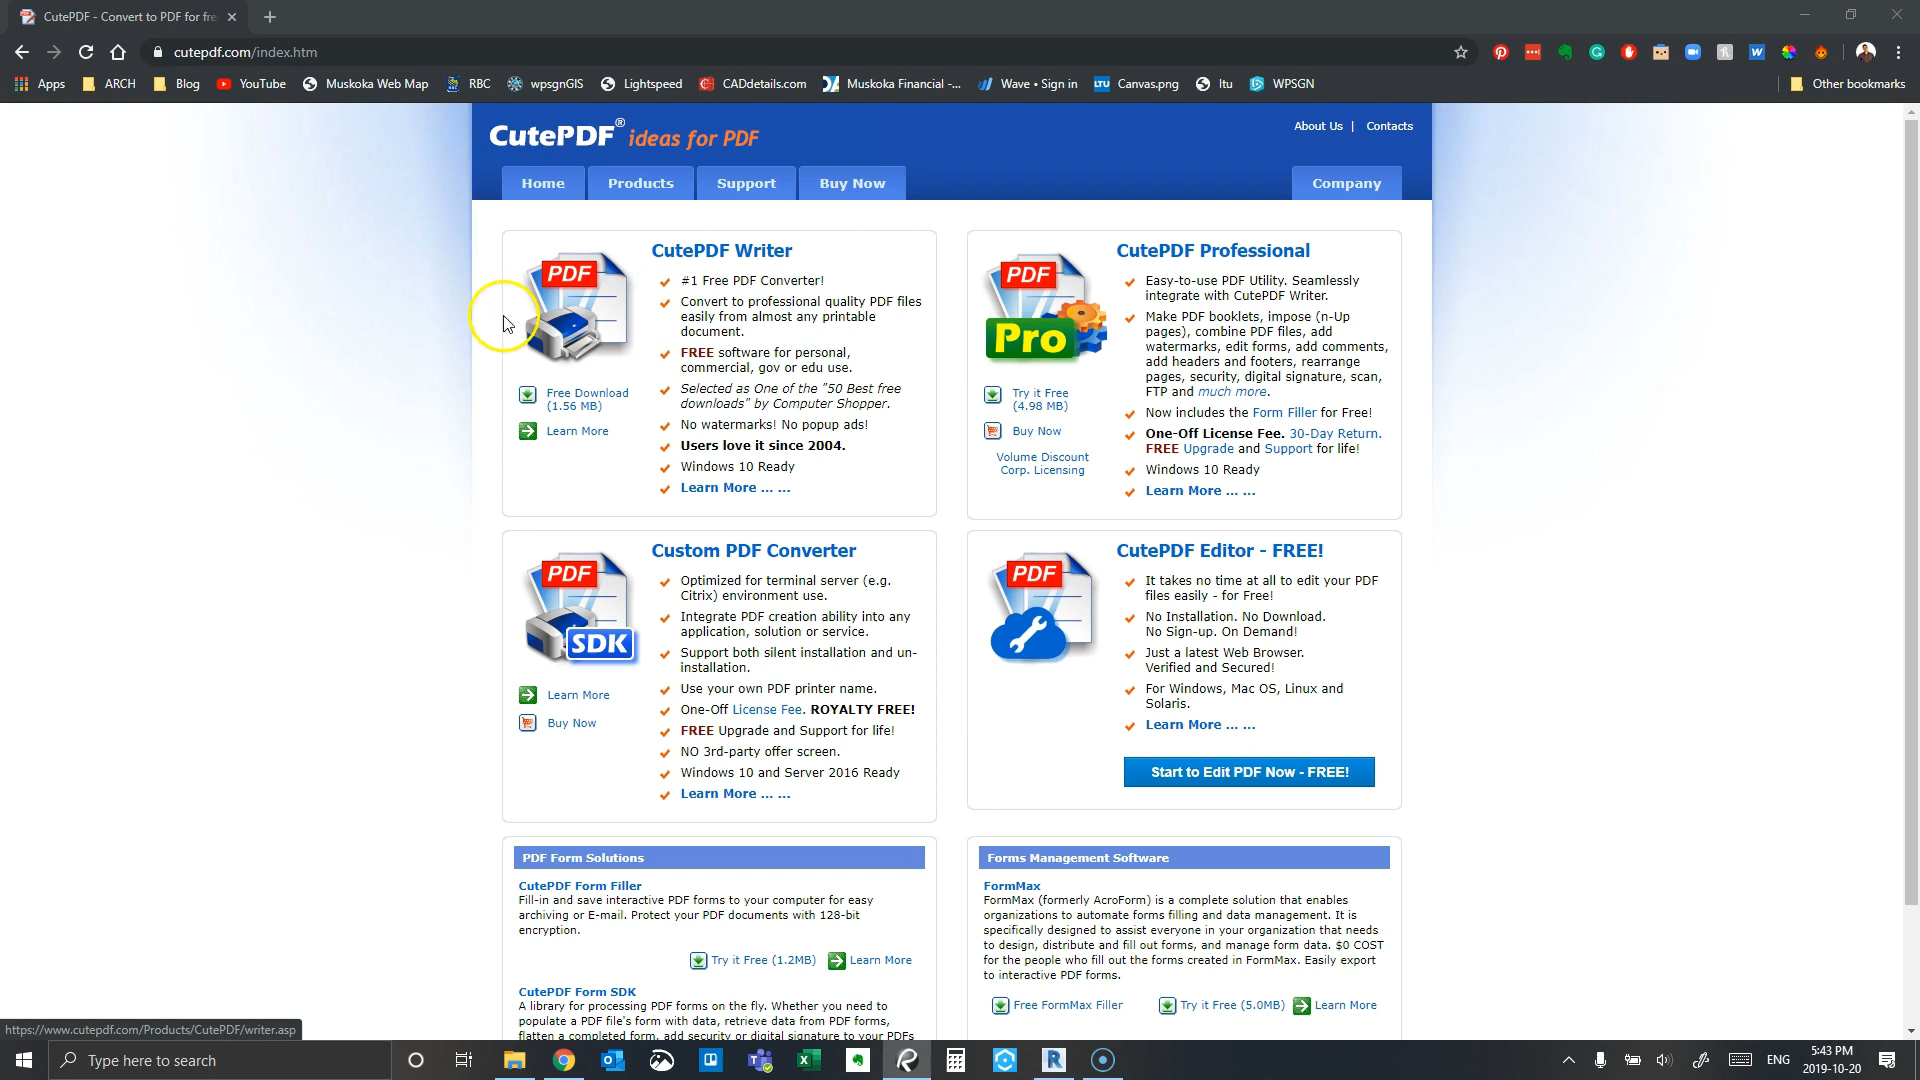 CutePDF - Convert to PDF for fre
cutepdf.com/index.htm
Apps
ARCH
Blog
YouTube
Muskoka Web Map
RBC
wpsgnGIS
Lightspeed
CADdetails.com
Muskoka Financial -...
Wave • Sign in
LTU
Canvas.png
ltu
WPSGN
Other bookmarks
CutePDF® ideas for PDF
About Us | Contacts
Home
Products
Support
Buy Now
Company
PDF
CutePDF Writer
#1 Free PDF Converter!
Convert to professional quality PDF files
easily from almost any printable
document.
FREE software for personal,
commercial, gov or edu use.
Selected as One of the "50 Best free
downloads" by Computer Shopper.
No watermarks! No popup ads!
Users love it since 2004.
Windows 10 Ready
Learn More ... ...
Free Download
(1.56 MB)
Learn More
PDF
Pro
CutePDF Professional
Easy-to-use PDF Utility. Seamlessly
integrate with CutePDF Writer.
Make PDF booklets, impose (n-Up
pages), combine PDF files, add
watermarks, edit forms, add comments,
add headers and footers, rearrange
pages, security, digital signature, scan,
FTP and much more.
Now includes the Form Filler for Free!
One-Off License Fee. 30-Day Return.
FREE Upgrade and Support for life!
Windows 10 Ready
Learn More ... ...
Try it Free
(4.98 MB)
Buy Now
Volume Discount
Corp. Licensing
PDF
SDK
Custom PDF Converter
Optimized for terminal server (e.g.
Citrix) environment use.
Integrate PDF creation ability into any
application, solution or service.
Support both silent installation and un-
installation.
Use your own PDF printer name.
One-Off License Fee. ROYALTY FREE!
FREE Upgrade and Support for life!
NO 3rd-party offer screen.
Windows 10 and Server 2016 Ready
Learn More ... ...
Learn More
Buy Now
PDF
CutePDF Editor - FREE!
It takes no time at all to edit your PDF
files easily - for Free!
No Installation. No Download.
No Sign-up. On Demand!
Just a latest Web Browser.
Verified and Secured!
For Windows, Mac OS, Linux and
Solaris.
Learn More ... ...
Start to Edit PDF Now - FREE!
PDF Form Solutions
CutePDF Form Filler
Fill-in and save interactive PDF forms to your computer for easy
archiving or E-mail. Protect your PDF documents with 128-bit
encryption.
Try it Free (1.2MB)
Learn More
CutePDF Form SDK
A library for processing PDF forms on the fly. Whether you need to
populate a PDF file's form with data, retrieve data from PDF forms,
flatten a completed form, add security or digital signature to your PDFs
Forms Management Software
FormMax
FormMax (formerly AcroForm) is a complete solution that enables
organizations to automate forms filling and data management. It is
specifically designed to assist everyone in your organization that needs
to design, distribute and fill out forms, and manage form data. $0 COST
for the people who fill out the forms created in FormMax. Easily export
to interactive PDF forms.
Free FormMax Filler
Try it Free (5.0MB)
Learn More
https://www.cutepdf.com/Products/CutePDF/writer.asp
Type here to search
ENG
5:43 PM
2019-10-20